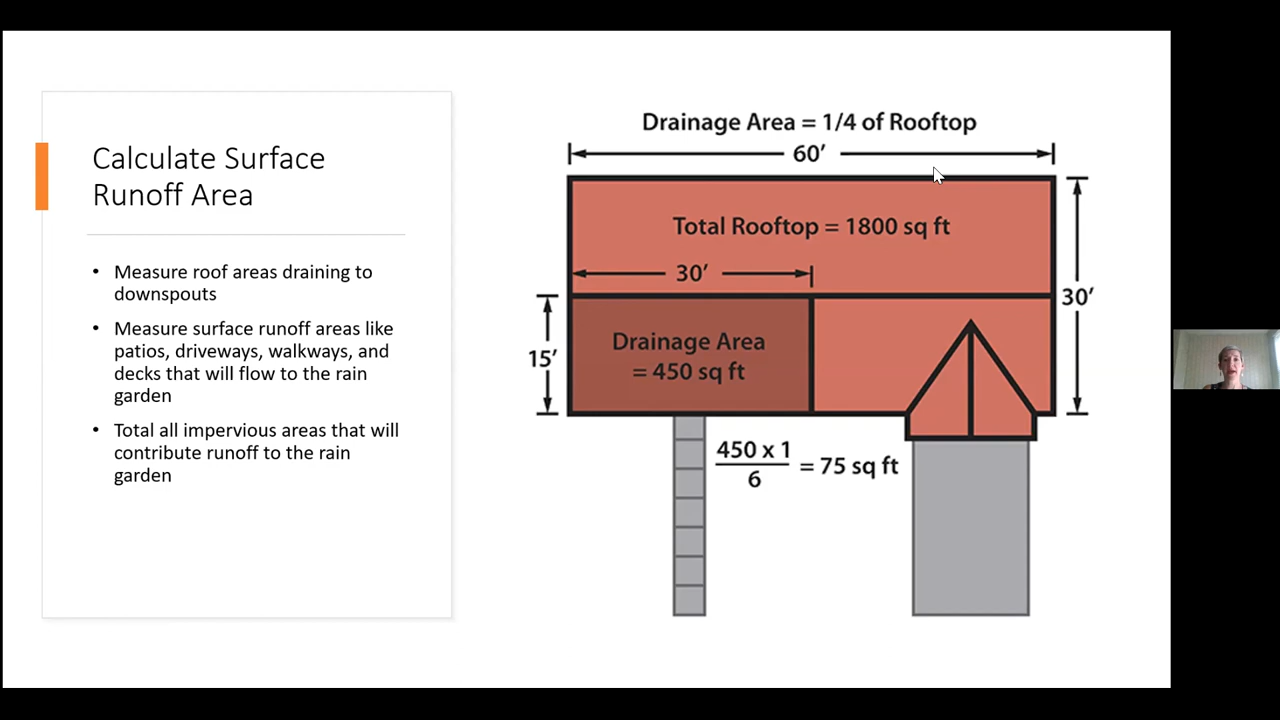 Calculate Surface
Runoff Area
• Measure roof areas draining to
downspouts
• Measure surface runoff areas like
patios, driveways, walkways, and
decks that will flow to the rain
garden
• Total all impervious areas that will
contribute runoff to the rain
garden
Drainage Area = 1/4 of Rooftop
60'
Total Rooftop = 1800 sq ft
30'
30'
15'
Drainage Area
= 450 sq ft
450 x 1
6
= 75 sq ft